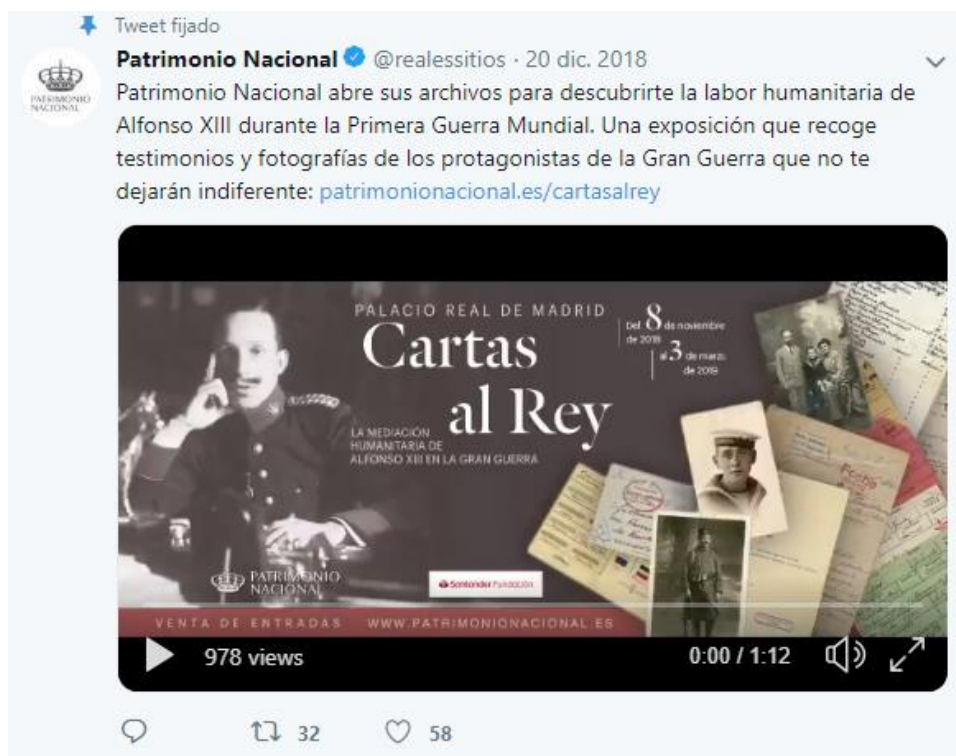 Tweet fijado
Patrimonio Nacional @realessitios · 20 dic. 2018
Patrimonio Nacional abre sus archivos para descubrirte la labor humanitaria de
Alfonso XIII durante la Primera Guerra Mundial. Una exposición que recoge
testimonios y fotografías de los protagonistas de la Gran Guerra que no te
dejarán indiferente: patrimonionacional.es/cartasalrey
PATRIMONIO
NACIONAL
PALACIO REAL DE MADRID
Cartas
al Rey
LA MEDIACIÓN
HUMANITARIA DE
ALFONSO XIII EN LA GRAN GUERRA
Del 8 de noviembre
de 2018
al 3 de marzo
de 2019
PATRIMONIO
NACIONAL
Santander Fundación
VENTA DE ENTRADAS WWW.PATRIMONIONACIONAL.ES
978 views
0:00 / 1:12
32
58